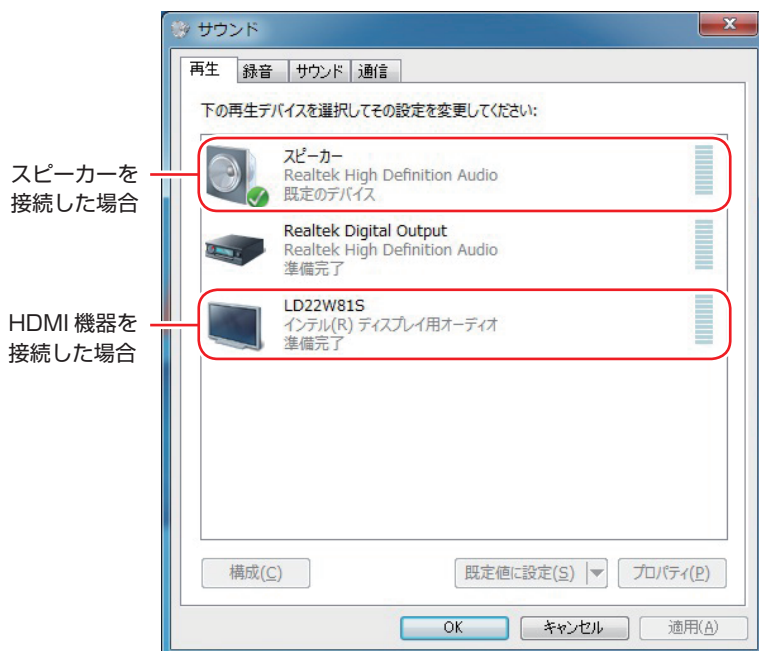 サウンド
再生 録音 サウンド 通信
下の再生デバイスを選択してその設定を変更してください:
スピーカーを
接続した場合
スピーカー
Realtek High Definition Audio
既定のデバイス
Realtek Digital Output
Realtek High Definition Audio
準備完了
HDMI 機器を
接続した場合
LD22W81S
インテル(R) ディスプレイ用オーディオ
準備完了
構成(C) 既定値に設定(S) プロパティ(P)
OK キャンセル 適用(A)